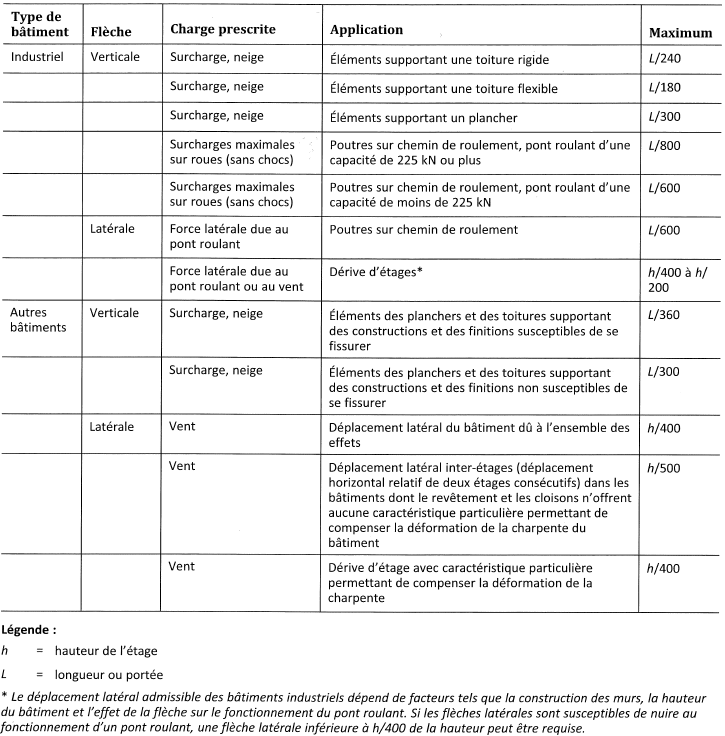 Type de bâtiment Flèche Charge prescrite Application Maximum
Industriel Verticale Surcharge, neige Éléments supportant une toiture rigide L/240
Surcharge, neige Éléments supportant une toiture flexible L/180
Surcharge, neige Éléments supportant un plancher L/300
Surcharges maximales Poutres sur chemin de roulement, pont roulant d'une L/800
sur roues (sans chocs) capacité de 225 kN ou plus
Surcharges maximales Poutres sur chemin de roulement, pont roulant d'une L/600
sur roues (sans chocs) capacité de moins de 225 kN
Latérale Force latérale due au Poutres sur chemin de roulement L/600
pont roulant
Force latérale due au Dérive d'étages* h/400 à h/
pont roulant ou au vent 200
Autres Verticale Surcharge, neige Éléments des planchers et des toitures supportant L/360
bâtiments des constructions et des finitions susceptibles de se
fissurer
Surcharge, neige Éléments des planchers et des toitures supportant L/300
des constructions et des finitions non susceptibles de
se fissurer
Latérale Vent Déplacement latéral du bâtiment dû à l'ensemble des h/400
effets
Vent Déplacement latéral inter-étages (déplacement h/500
horizontal relatif de deux étages consécutifs) dans les
bâtiments dont le revêtement et les cloisons n'offrent
aucune caractéristique particulière permettant de
compenser la déformation de la charpente du
bâtiment
Vent Dérive d'étage avec caractéristique particulière h/400
permettant de compenser la déformation de la
charpente
Légende :
h = hauteur de l'étage
L = longueur ou portée
* Le déplacement latéral admissible des bâtiments industriels dépend de facteurs tels que la construction des murs, la hauteur
du bâtiment et l'effet de la flèche sur le fonctionnement du pont roulant. Si les flèches latérales sont susceptibles de nuire au
fonctionnement d'un pont roulant, une flèche latérale inférieure à h/400 de la hauteur peut être requise.